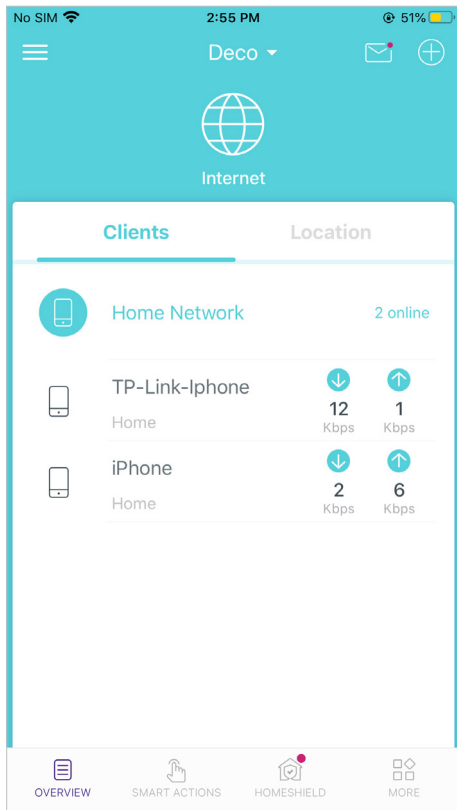 No SIM 2:55 PM 51%
Deco
Internet
Clients Location
Home Network 2 online
TP-Link-Iphone
Home
12 1
Kbps Kbps
iPhone
Home
2 6
Kbps Kbps
OVERVIEW SMART ACTIONS HOMESHIELD MORE